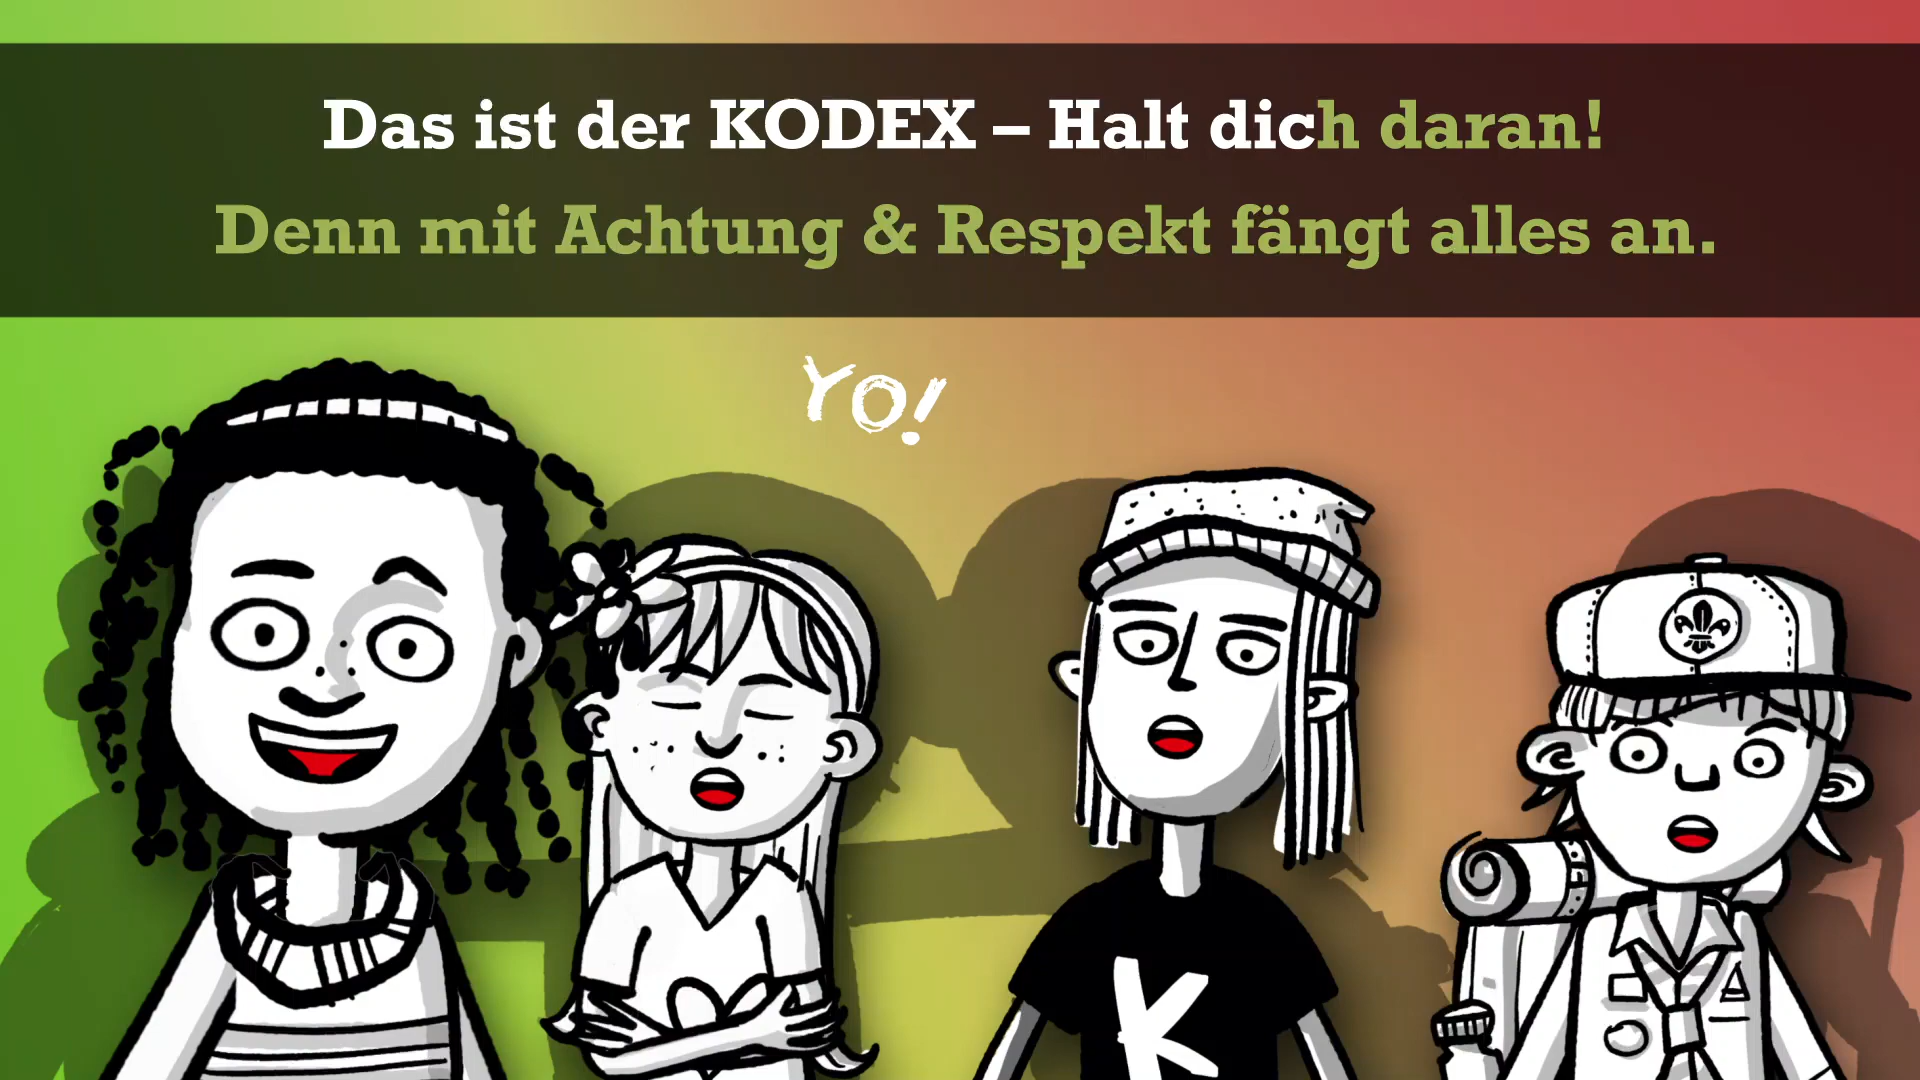 Das ist der KODEX – Halt dich daran!
Denn mit Achtung & Respekt fängt alles an.
YO!
K